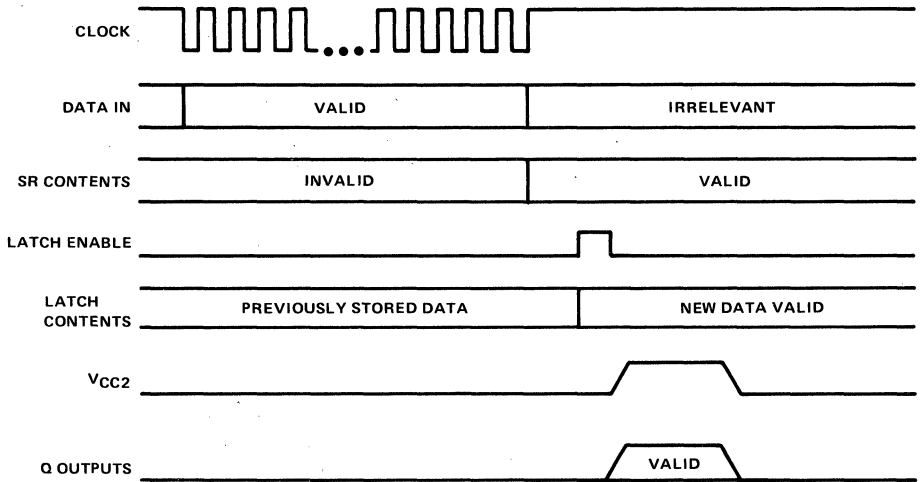 CLOCK
DATA IN
VALID
IRRELEVANT
SR CONTENTS
INVALID
VALID
LATCH ENABLE
LATCH
CONTENTS
PREVIOUSLY STORED DATA
NEW DATA VALID
VCC2
Q OUTPUTS
VALID